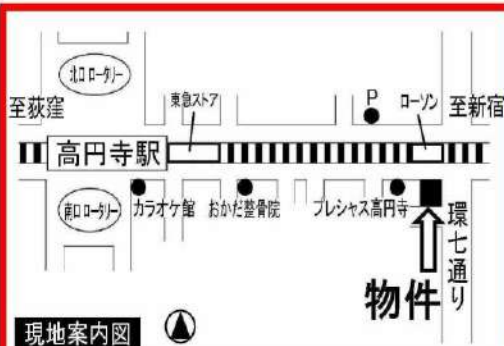 北口ロータリー
東急ストア
P
ローソン
至荻窪
至新宿
高円寺駅
南口ロータリー
カラオケ館
おかだ整骨院
プレシャス高円寺
環七通り
物件
現地案内図